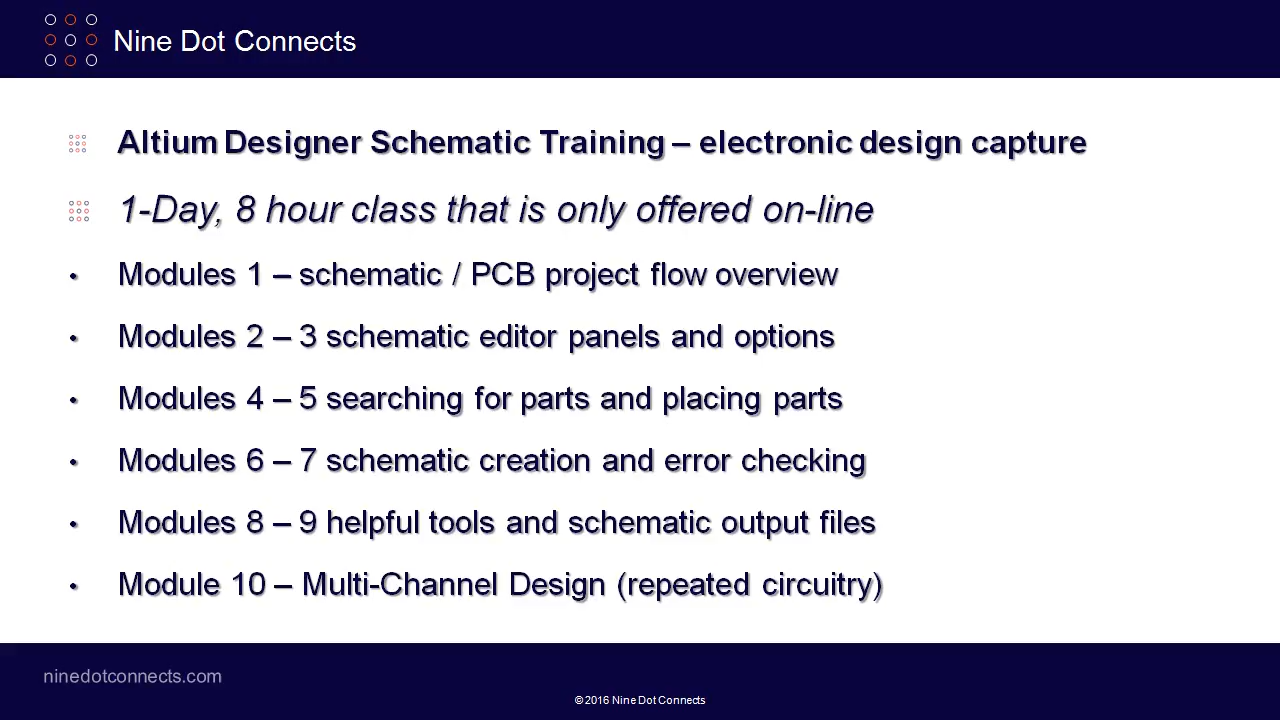 Nine Dot Connects
Altium Designer Schematic Training – electronic design capture
1-Day, 8 hour class that is only offered on-line
• Modules 1 – schematic / PCB project flow overview
• Modules 2 – 3 schematic editor panels and options
• Modules 4 – 5 searching for parts and placing parts
• Modules 6 – 7 schematic creation and error checking
• Modules 8 – 9 helpful tools and schematic output files
• Module 10 – Multi-Channel Design (repeated circuitry)
ninedotconnects.com
©2016 Nine Dot Connects